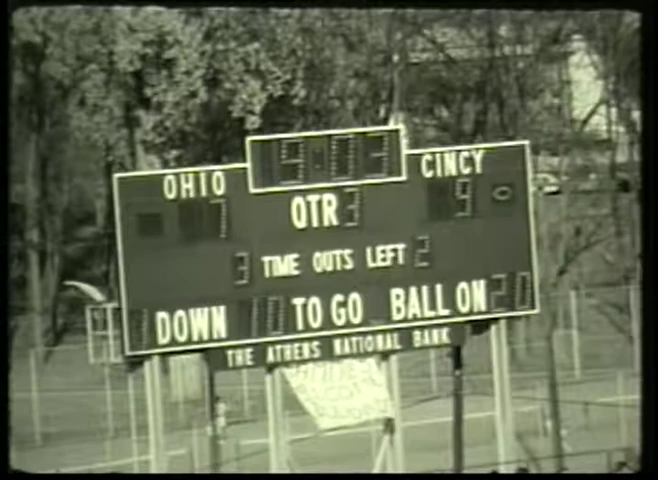 9:03
OHIO CINCY
7 QTR 3 9
3 TIME OUTS LEFT 2
1 DOWN 10 TO GO BALL ON 20
THE ATHENS NATIONAL BANK